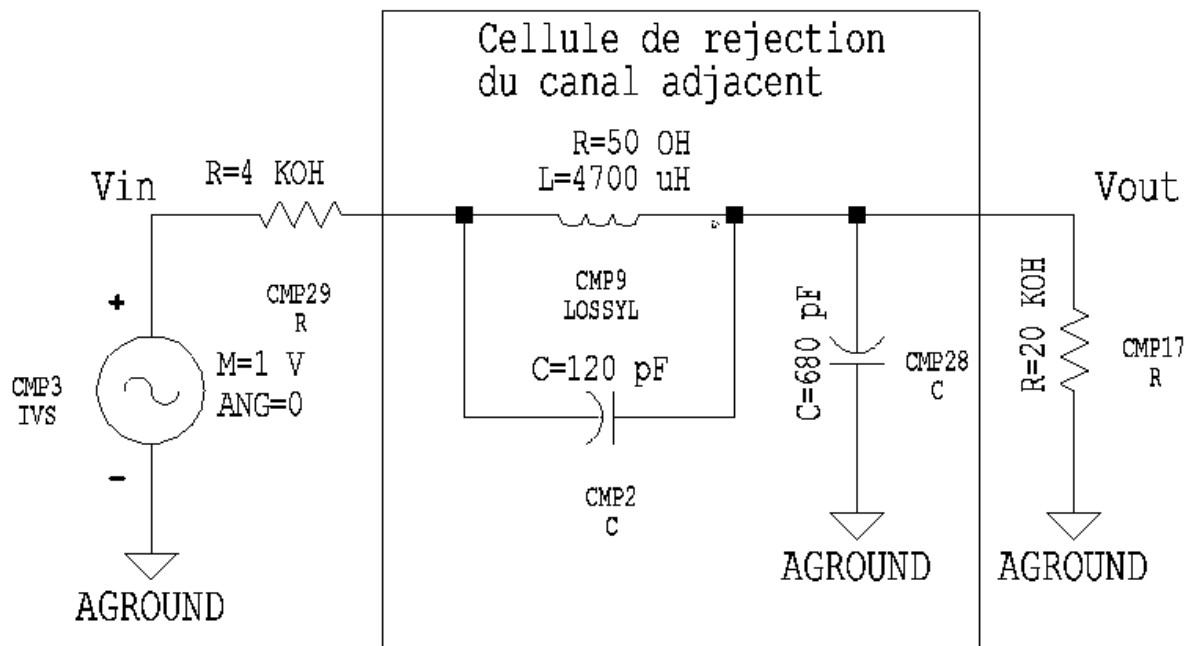 Cellule de rejection
du canal adjacent
R=50 OH
L=4700 uH
Vin
R=4 KOH
Vout
CMP29
R
CMP9
LOSSYL
+
CMP3
IVS
M=1 V
ANG=0
-
C=120 pF
CMP2
C
C=680 pF
CMP28
C
R=20 KOH
CMP17
R
AGROUND
AGROUND
AGROUND